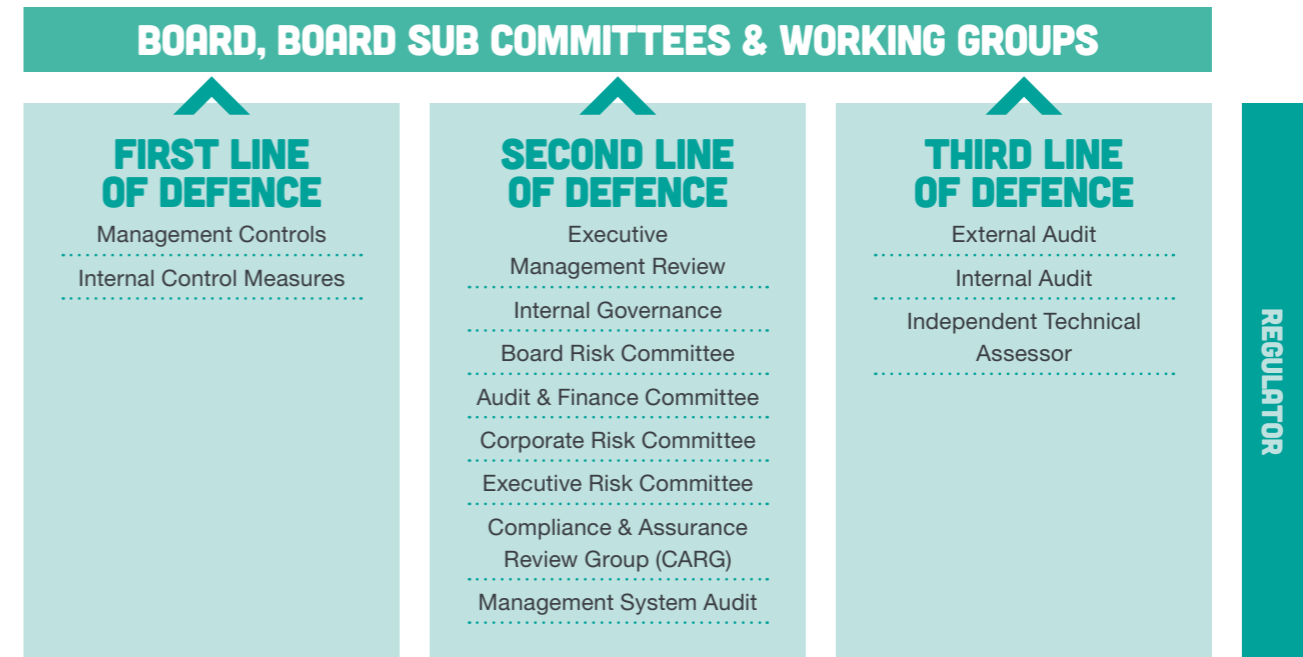 BOARD, BOARD SUB COMMITTEES & WORKING GROUPS
FIRST LINE
OF DEFENCE
Management Controls
Internal Control Measures
SECOND LINE
OF DEFENCE
Executive
Management Review
Internal Governance
Board Risk Committee
Audit & Finance Committee
Corporate Risk Committee
Executive Risk Committee
Compliance & Assurance
Review Group (CARG)
Management System Audit
THIRD LINE
OF DEFENCE
External Audit
Internal Audit
Independent Technical
Assessor
REGULATOR